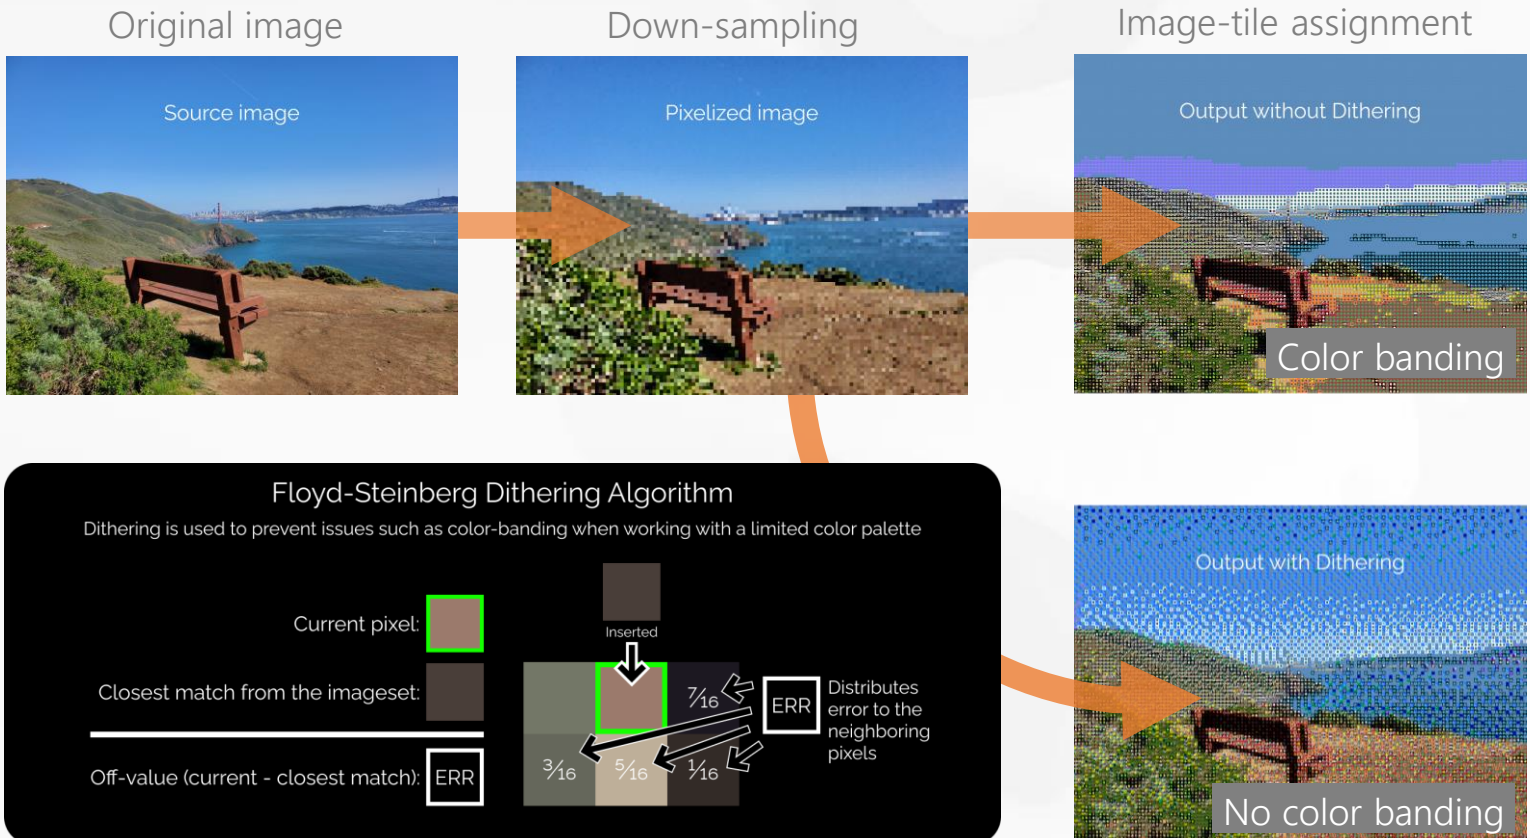 Original image
Down-sampling
Image-tile assignment
Source image
Pixelized image
Output without Dithering
Color banding
Floyd-Steinberg Dithering Algorithm
Dithering is used to prevent issues such as color-banding when working with a limited color palette
Current pixel:
Closest match from the imageset:
Off-value (current - closest match):
ERR
Inserted
7/16
3/16
5/16
1/16
ERR
Distributes
error to the
neighboring
pixels
Output with Dithering
No color banding